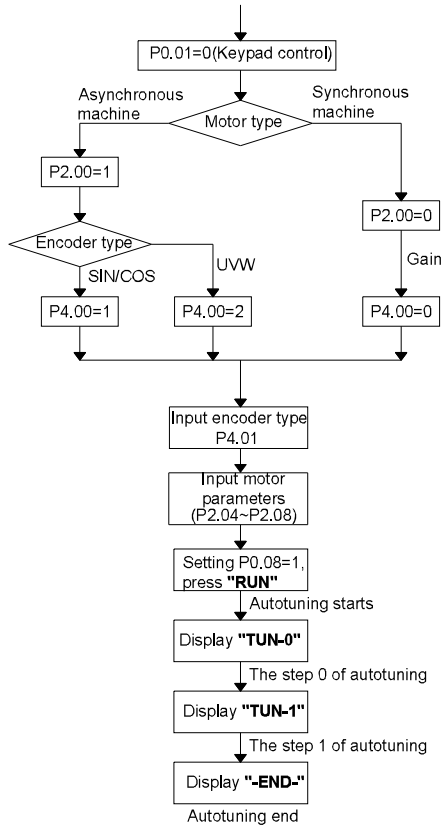 P0.01=0(Keypad control)
Asynchronous
machine
Synchronous
machine
Motor type
P2.00=1
P2.00=0
Encoder type
UVW
Gain
SIN/COS
P4.00=1
P4.00=2
P4.00=0
Input encoder type
P4.01
Input motor
parameters
(P2.04~P2.08)
Setting P0.08=1,
press "RUN"
Autotuning starts
Display "TUN-0"
The step 0 of autotuning
Display "TUN-1"
The step 1 of autotuning
Display "-END-"
Autotuning end